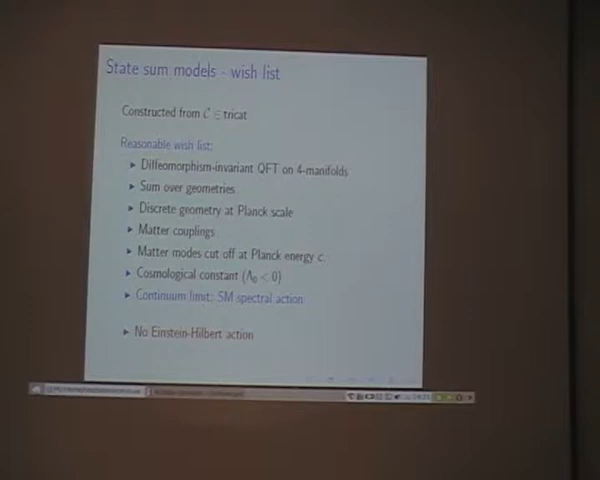 State sum models - wish list
Constructed from C ∈ tricat
Reasonable wish list:
▸ Diffeomorphism-invariant QFT on 4-manifolds
▸ Sum over geometries
▸ Discrete geometry at Planck scale
▸ Matter couplings
▸ Matter modes cut off at Planck energy c
▸ Cosmological constant (Λ₀ < 0)
▸ Continuum limit: SM spectral action
▸ No Einstein-Hilbert action